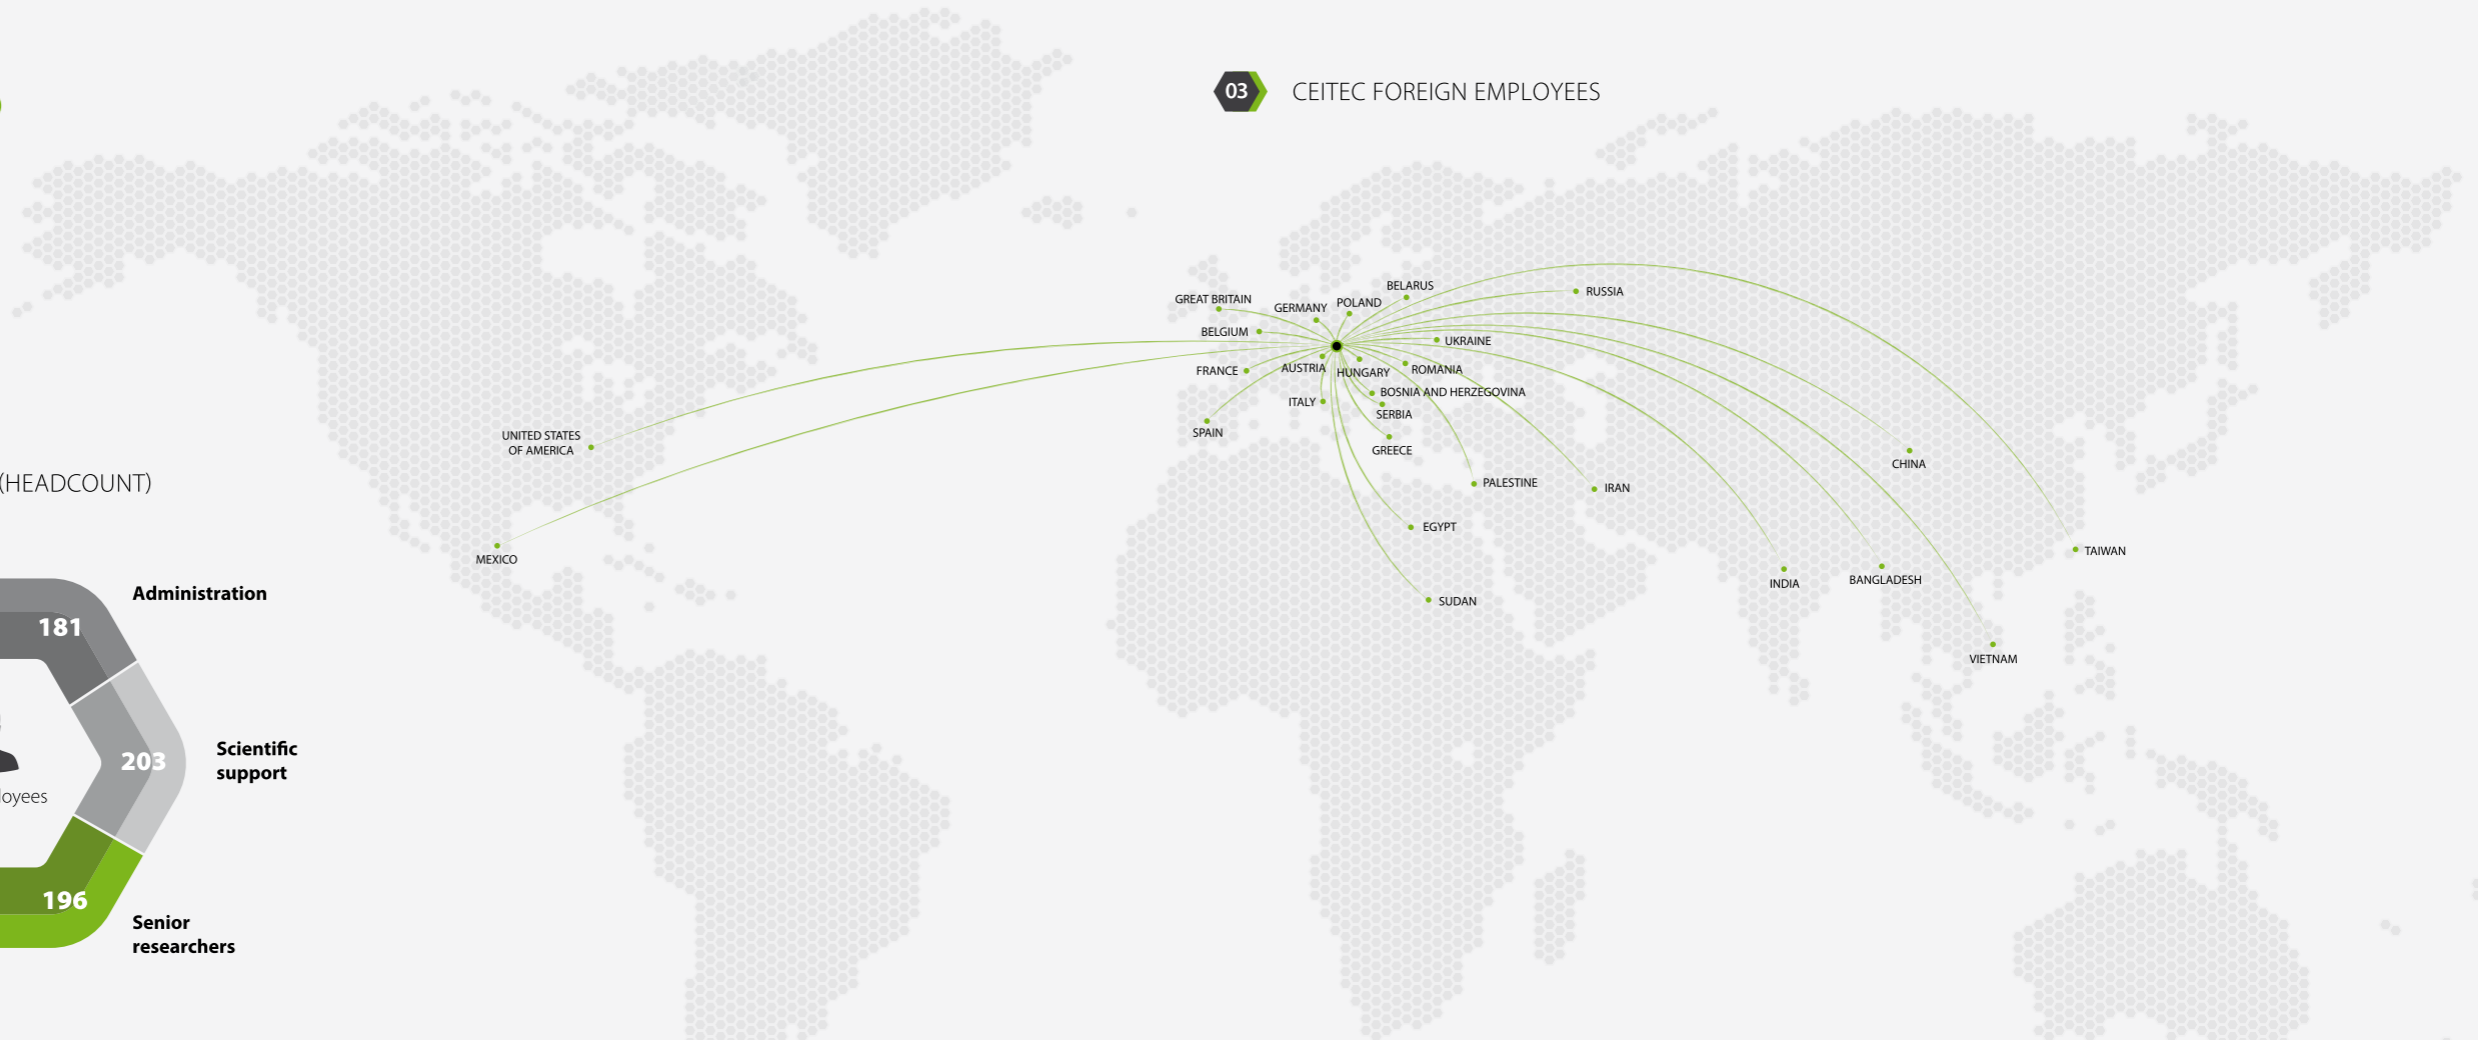 03
CEITEC FOREIGN EMPLOYEES
BELARUS
RUSSIA
GREAT BRITAIN
GERMANY
POLAND
BELGIUM
UKRAINE
FRANCE
AUSTRIA
HUNGARY
ROMANIA
BOSNIA AND HERZEGOVINA
ITALY
SERBIA
SPAIN
GREECE
UNITED STATES
OF AMERICA
CHINA
PALESTINE
IRAN
EGYPT
MEXICO
TAIWAN
INDIA
BANGLADESH
SUDAN
VIETNAM
(HEADCOUNT)
Administration
181
203
Scientific
support
loyees
196
Senior
researchers